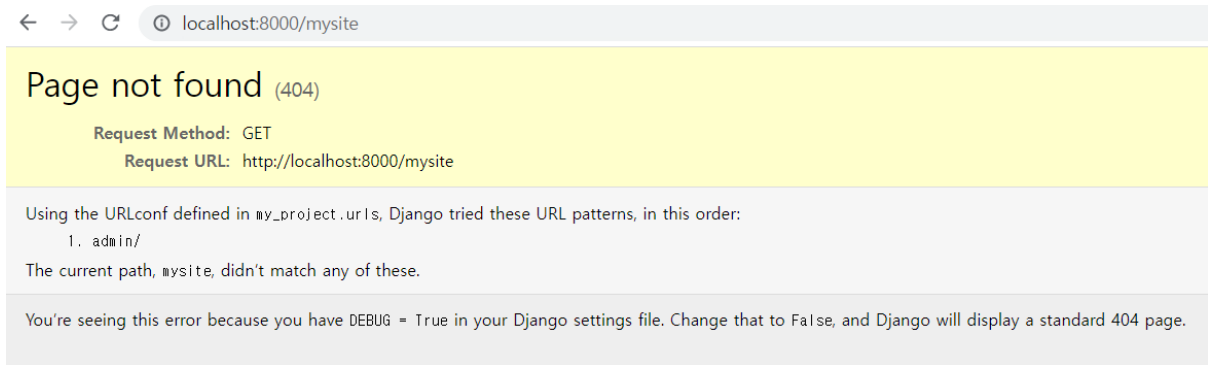 localhost:8000/mysite
Page not found (404)
Request Method: GET
Request URL: http://localhost:8000/mysite
Using the URLconf defined in my_project.urls, Django tried these URL patterns, in this order:
1. admin/
The current path, mysite, didn't match any of these.
You're seeing this error because you have DEBUG = True in your Django settings file. Change that to False, and Django will display a standard 404 page.